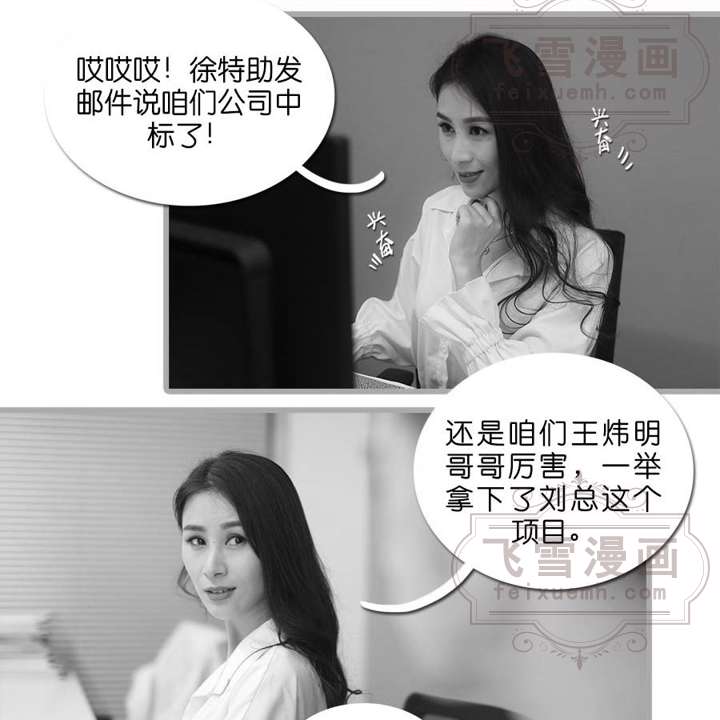 飞雪漫画
feixuemh.com
哎哎哎！徐特助发
邮件说咱们公司中
标了！
兴奋
兴奋
还是咱们王炜明
哥哥厉害，一举
拿下了刘总这个
项目。
飞雪漫画
feixuemh.com